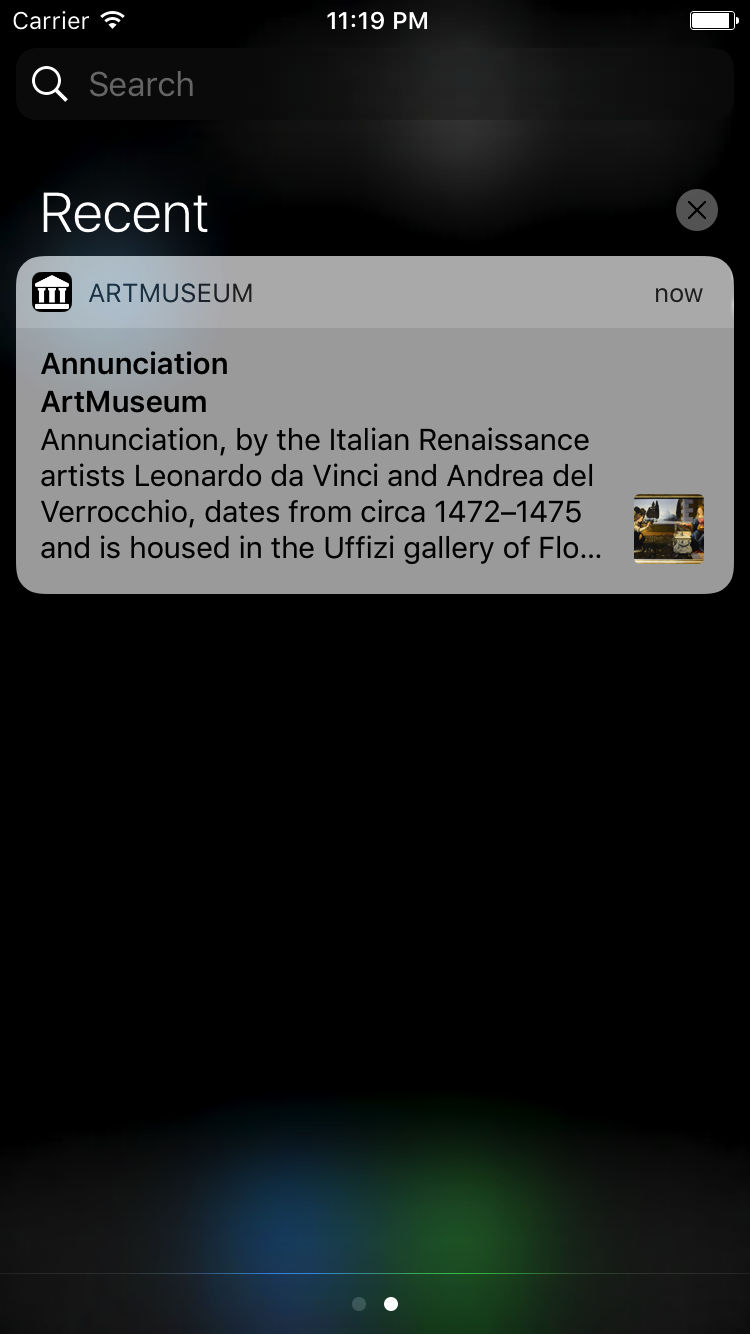 Carrier 11:19 PM
Search
Recent
ARTMUSEUM now
Annunciation
ArtMuseum
Annunciation, by the Italian Renaissance
artists Leonardo da Vinci and Andrea del
Verrocchio, dates from circa 1472–1475
and is housed in the Uffizi gallery of Flo...